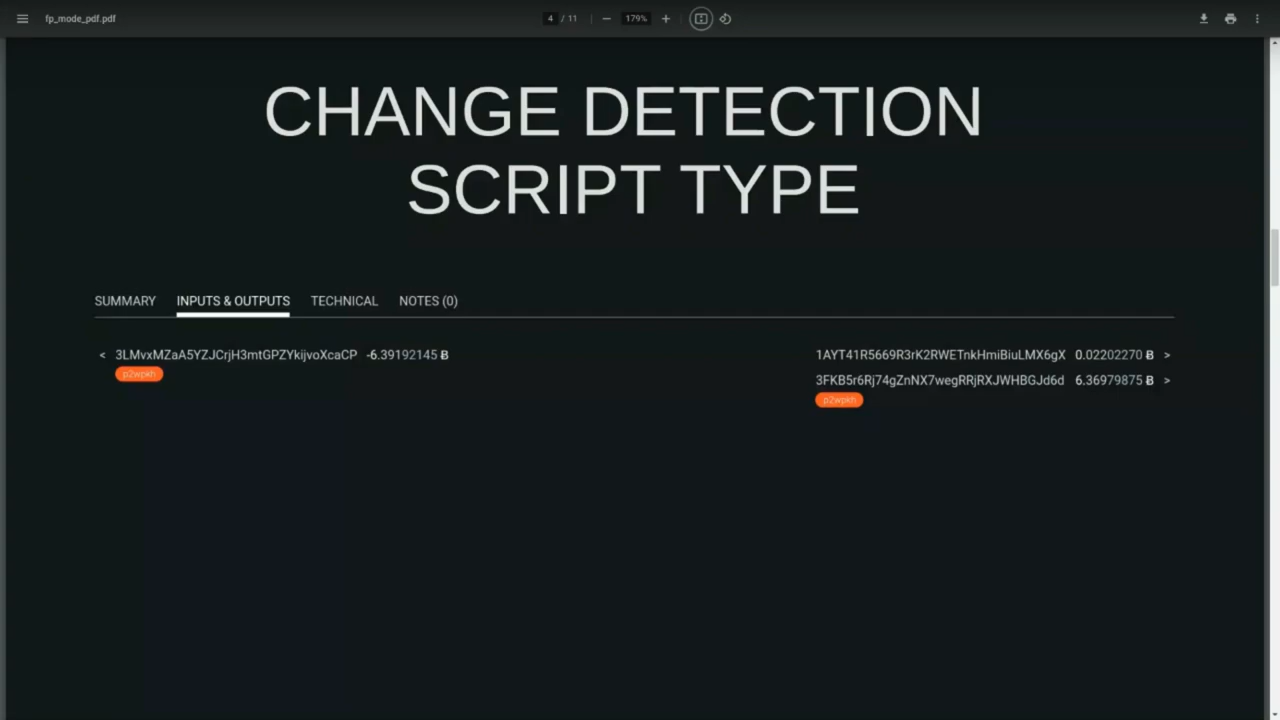 fp_mode_pdf.pdf
4 / 11
179%
CHANGE DETECTION
SCRIPT TYPE
SUMMARY INPUTS & OUTPUTS TECHNICAL NOTES (0)
< 3LMvxMZaA5YZJCrjH3mtGPZYkijvoXcaCP -6.39192145 Ƀ 1AYT41R5669R3rK2RWETnkHmiBiuLMX6gX 0.02202270 Ƀ >
p2wpkh
3FKB5r6Rj74gZnNX7wegRRjRXJWHBGJd6d 6.36979875 Ƀ >
p2wpkh